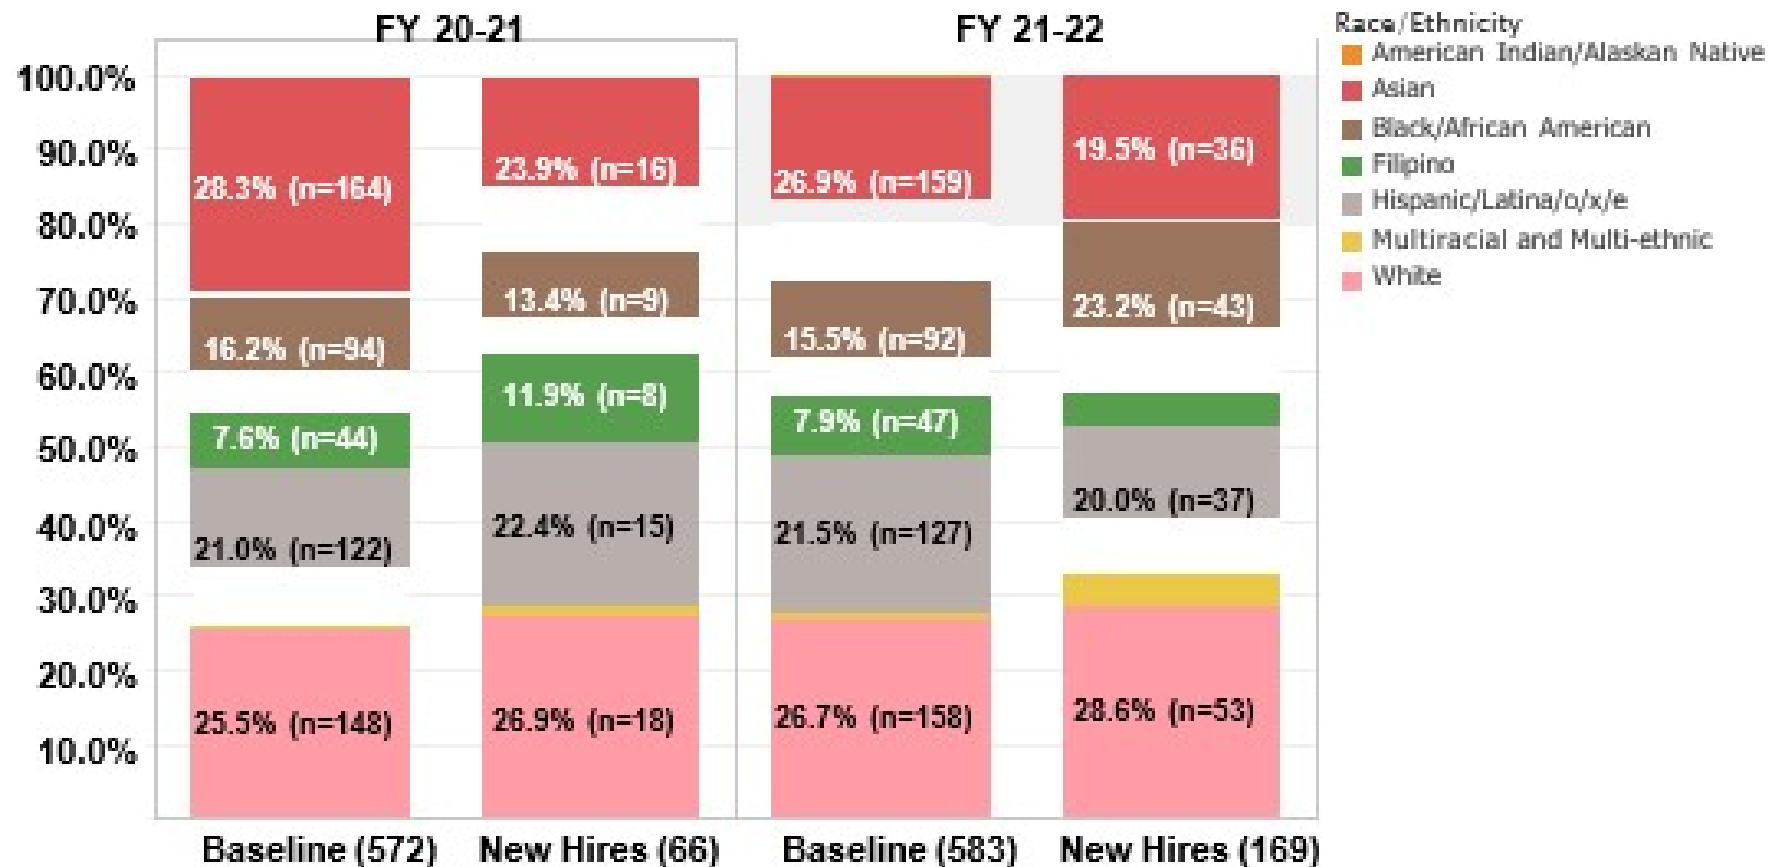 FY 20-21 FY 21-22
Race/Ethnicity
American Indian/Alaskan Native
Asian
Black/African American
Filipino
Hispanic/Latina/o/x/e
Multiracial and Multi-ethnic
White
100.0%
90.0%
80.0%
70.0%
60.0%
50.0%
40.0%
30.0%
20.0%
10.0%
28.3% (n=164)
16.2% (n=94)
7.6% (n=44)
21.0% (n=122)
25.5% (n=148)
23.9% (n=16)
13.4% (n=9)
11.9% (n=8)
22.4% (n=15)
26.9% (n=18)
26.9% (n=159)
15.5% (n=92)
7.9% (n=47)
21.5% (n=127)
26.7% (n=158)
19.5% (n=36)
23.2% (n=43)
20.0% (n=37)
28.6% (n=53)
Baseline (572) New Hires (66) Baseline (583) New Hires (169)